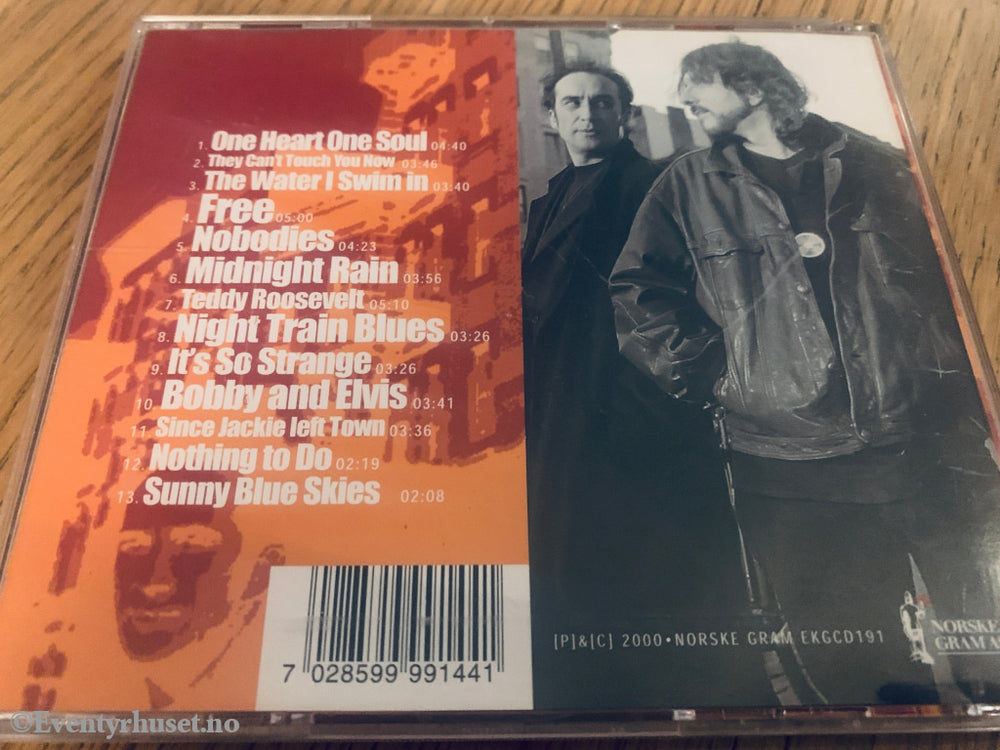 1. One Heart One Soul 04:40
2. They Can't Touch You Now 03:46
3. The Water I Swim in 03:40
4. Free 05:00
5. Nobodies 04:23
6. Midnight Rain 03:56
7. Teddy Roosevelt 05:10
8. Night Train Blues 03:26
9. It's So Strange 03:26
10. Bobby and Elvis 03:41
11. Since Jackie left Town 03:36
12. Nothing to Do 02:19
13. Sunny Blue Skies 02:08
7 028599 991441
[P]&[C] 2000•NORSKE GRAM EKGCD191
NORSKE
GRAM A
©Eventyrhuset.no